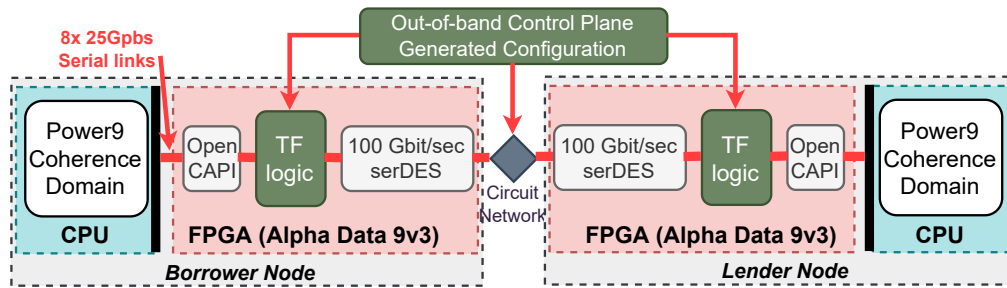 Out-of-band Control Plane
Generated Configuration
8x 25Gpbs
Serial links
Power9
Coherence
Domain
CPU
Open
CAPI
TF
logic
100 Gbit/sec
serDES
FPGA (Alpha Data 9v3)
Borrower Node
Circuit
Network
100 Gbit/sec
serDES
TF
logic
Open
CAPI
FPGA (Alpha Data 9v3)
Power9
Coherence
Domain
CPU
Lender Node